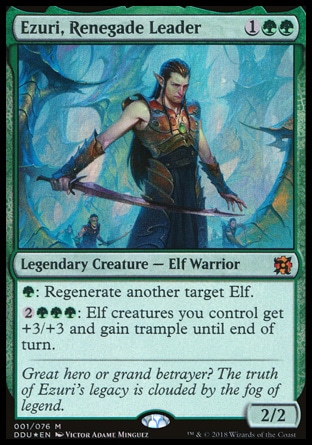 Ezuri, Renegade Leader 1
Legendary Creature — Elf Warrior
: Regenerate another target Elf.
2 : Elf creatures you control get
+3/+3 and gain trample until end of
turn.
Great hero or grand betrayer? The truth
of Ezuri's legacy is clouded by the fog of
legend.
2/2
001/076 M
DDU★EN Victor Adame Minguez
™ & © 2018 Wizards of the Coast